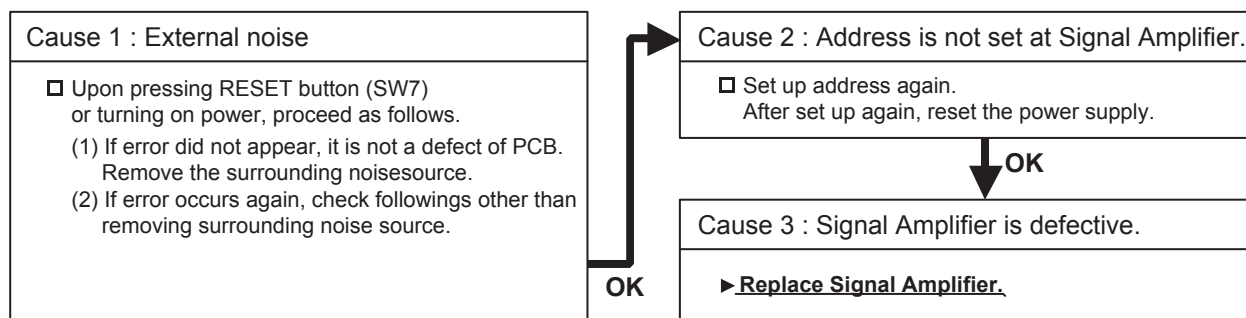 Cause 1 : External noise
☐ Upon pressing RESET button (SW7)
or turning on power, proceed as follows.
(1) If error did not appear, it is not a defect of PCB.
Remove the surrounding noisesource.
(2) If error occurs again, check followings other than
removing surrounding noise source.
OK
Cause 2 : Address is not set at Signal Amplifier.
☐ Set up address again.
After set up again, reset the power supply.
OK
Cause 3 : Signal Amplifier is defective.
►Replace Signal Amplifier.